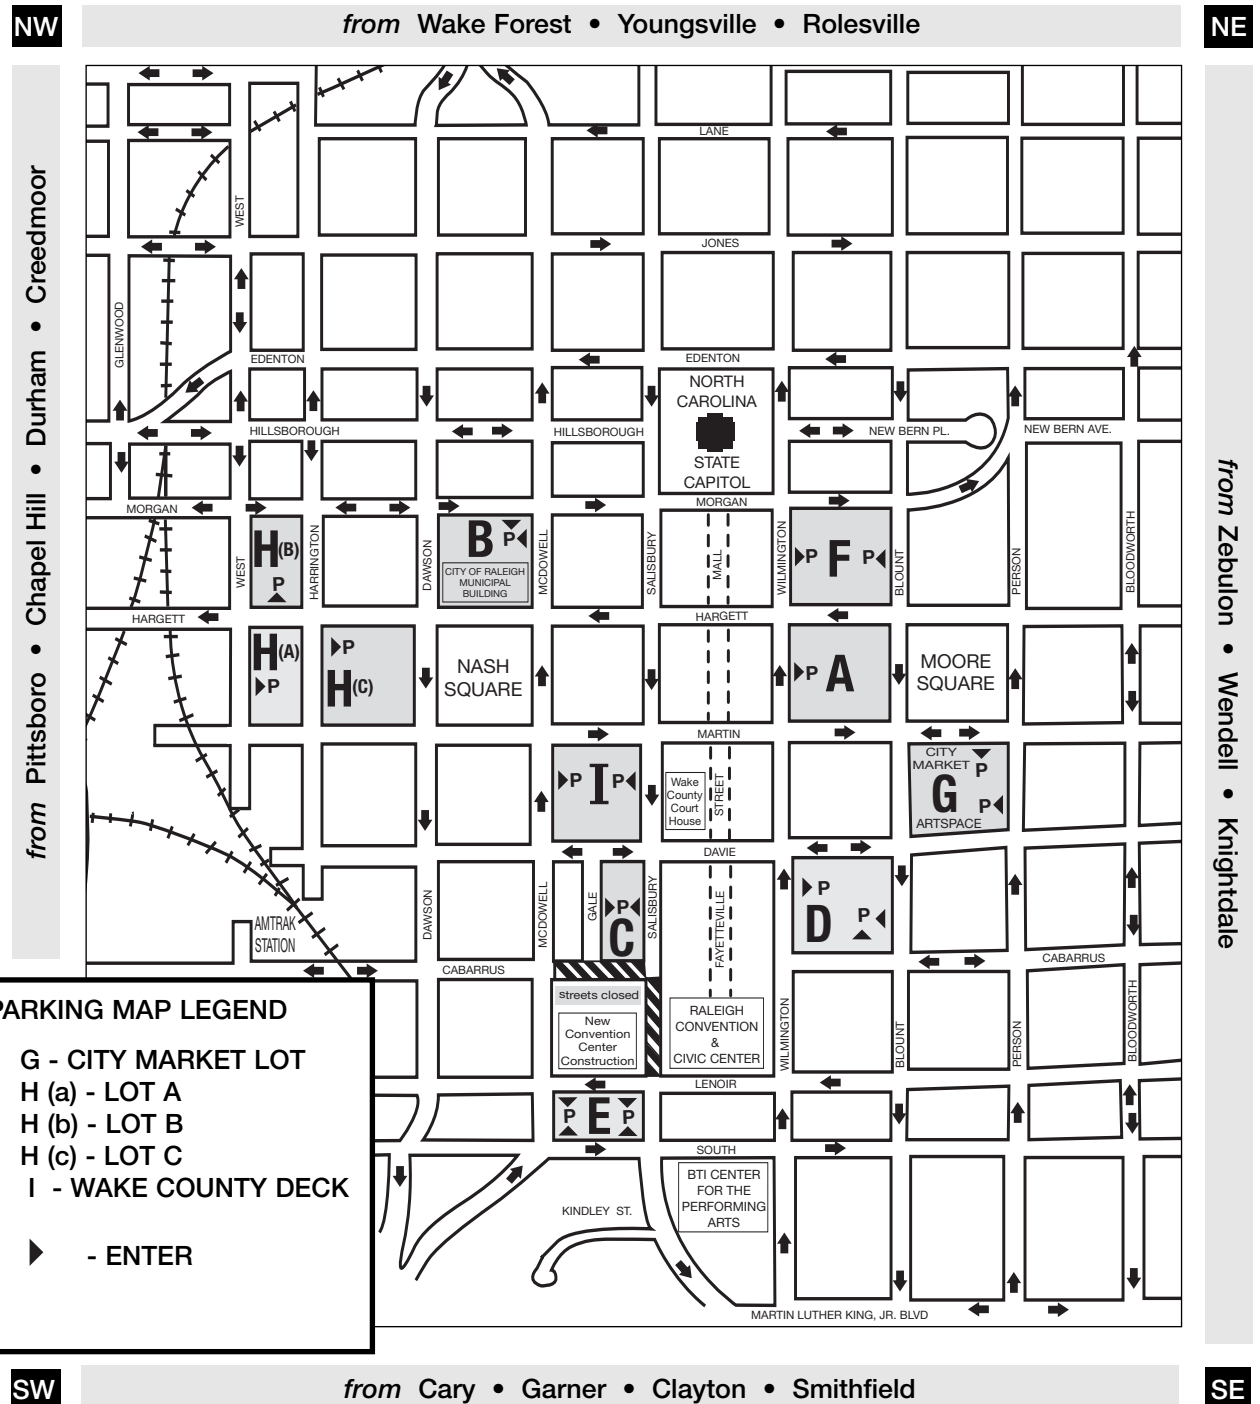 NW
from Wake Forest • Youngsville • Rolesville
NE
from Pittsboro • Chapel Hill • Durham • Creedmoor
from Zebulon • Wendell • Knightdale
LANE
WEST
JONES
GLENWOOD
EDENTON
EDENTON
NORTH
CAROLINA
STATE
CAPITOL
HILLSBOROUGH
HILLSBOROUGH
NEW BERN PL.
NEW BERN AVE.
MORGAN
MORGAN
WEST
H(B)
P
HARRINGTON
DAWSON
B P
CITY OF RALEIGH
MUNICIPAL
BUILDING
MCDOWELL
SALISBURY
MALL
WILMINGTON
P F P
BLOUNT
PERSON
BLOODWORTH
HARGETT
HARGETT
H(A)
P
P
H(C)
NASH
SQUARE
P A
MOORE
SQUARE
MARTIN
P I P
Wake
County
Court
House
STREET
CITY
MARKET
P
G
P
ARTSPACE
DAVIE
DAWSON
MCDOWELL
GALE
P
C
SALISBURY
FAYETTEVILLE
P
D
P
AMTRAK
STATION
CABARRUS
CABARRUS
streets closed
New
Convention
Center
Construction
RALEIGH
CONVENTION
&
CIVIC CENTER
WILMINGTON
BLOUNT
PERSON
BLOODWORTH
LENOIR
P E P
SOUTH
BTI CENTER
FOR THE
PERFORMING
ARTS
KINDLEY ST.
MARTIN LUTHER KING, JR. BLVD
PARKING MAP LEGEND
G - CITY MARKET LOT
H (a) - LOT A
H (b) - LOT B
H (c) - LOT C
I - WAKE COUNTY DECK
- ENTER
SW
from Cary • Garner • Clayton • Smithfield
SE